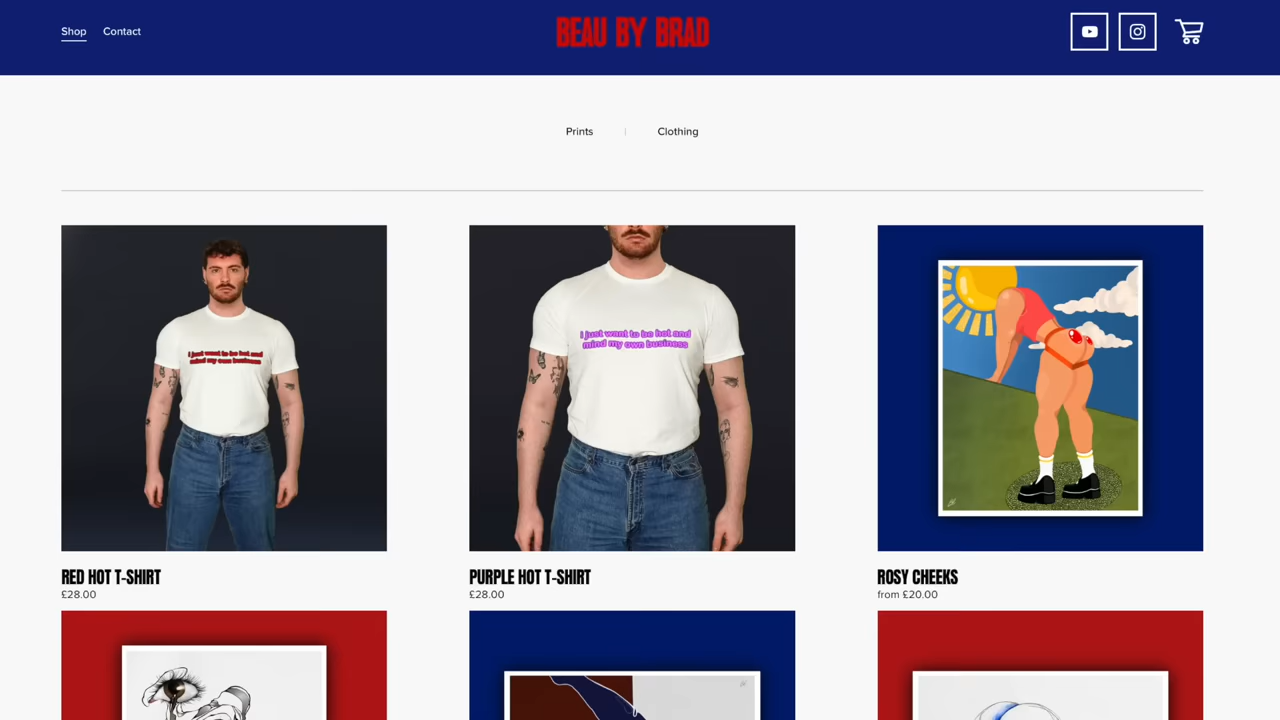 Shop
Contact
BEAU BY BRAD
Prints
Clothing
i just want to be hot and
mind my own business
i just want to be hot and
mind my own business
RED HOT T-SHIRT
£28.00
PURPLE HOT T-SHIRT
£28.00
ROSY CHEEKS
from £20.00